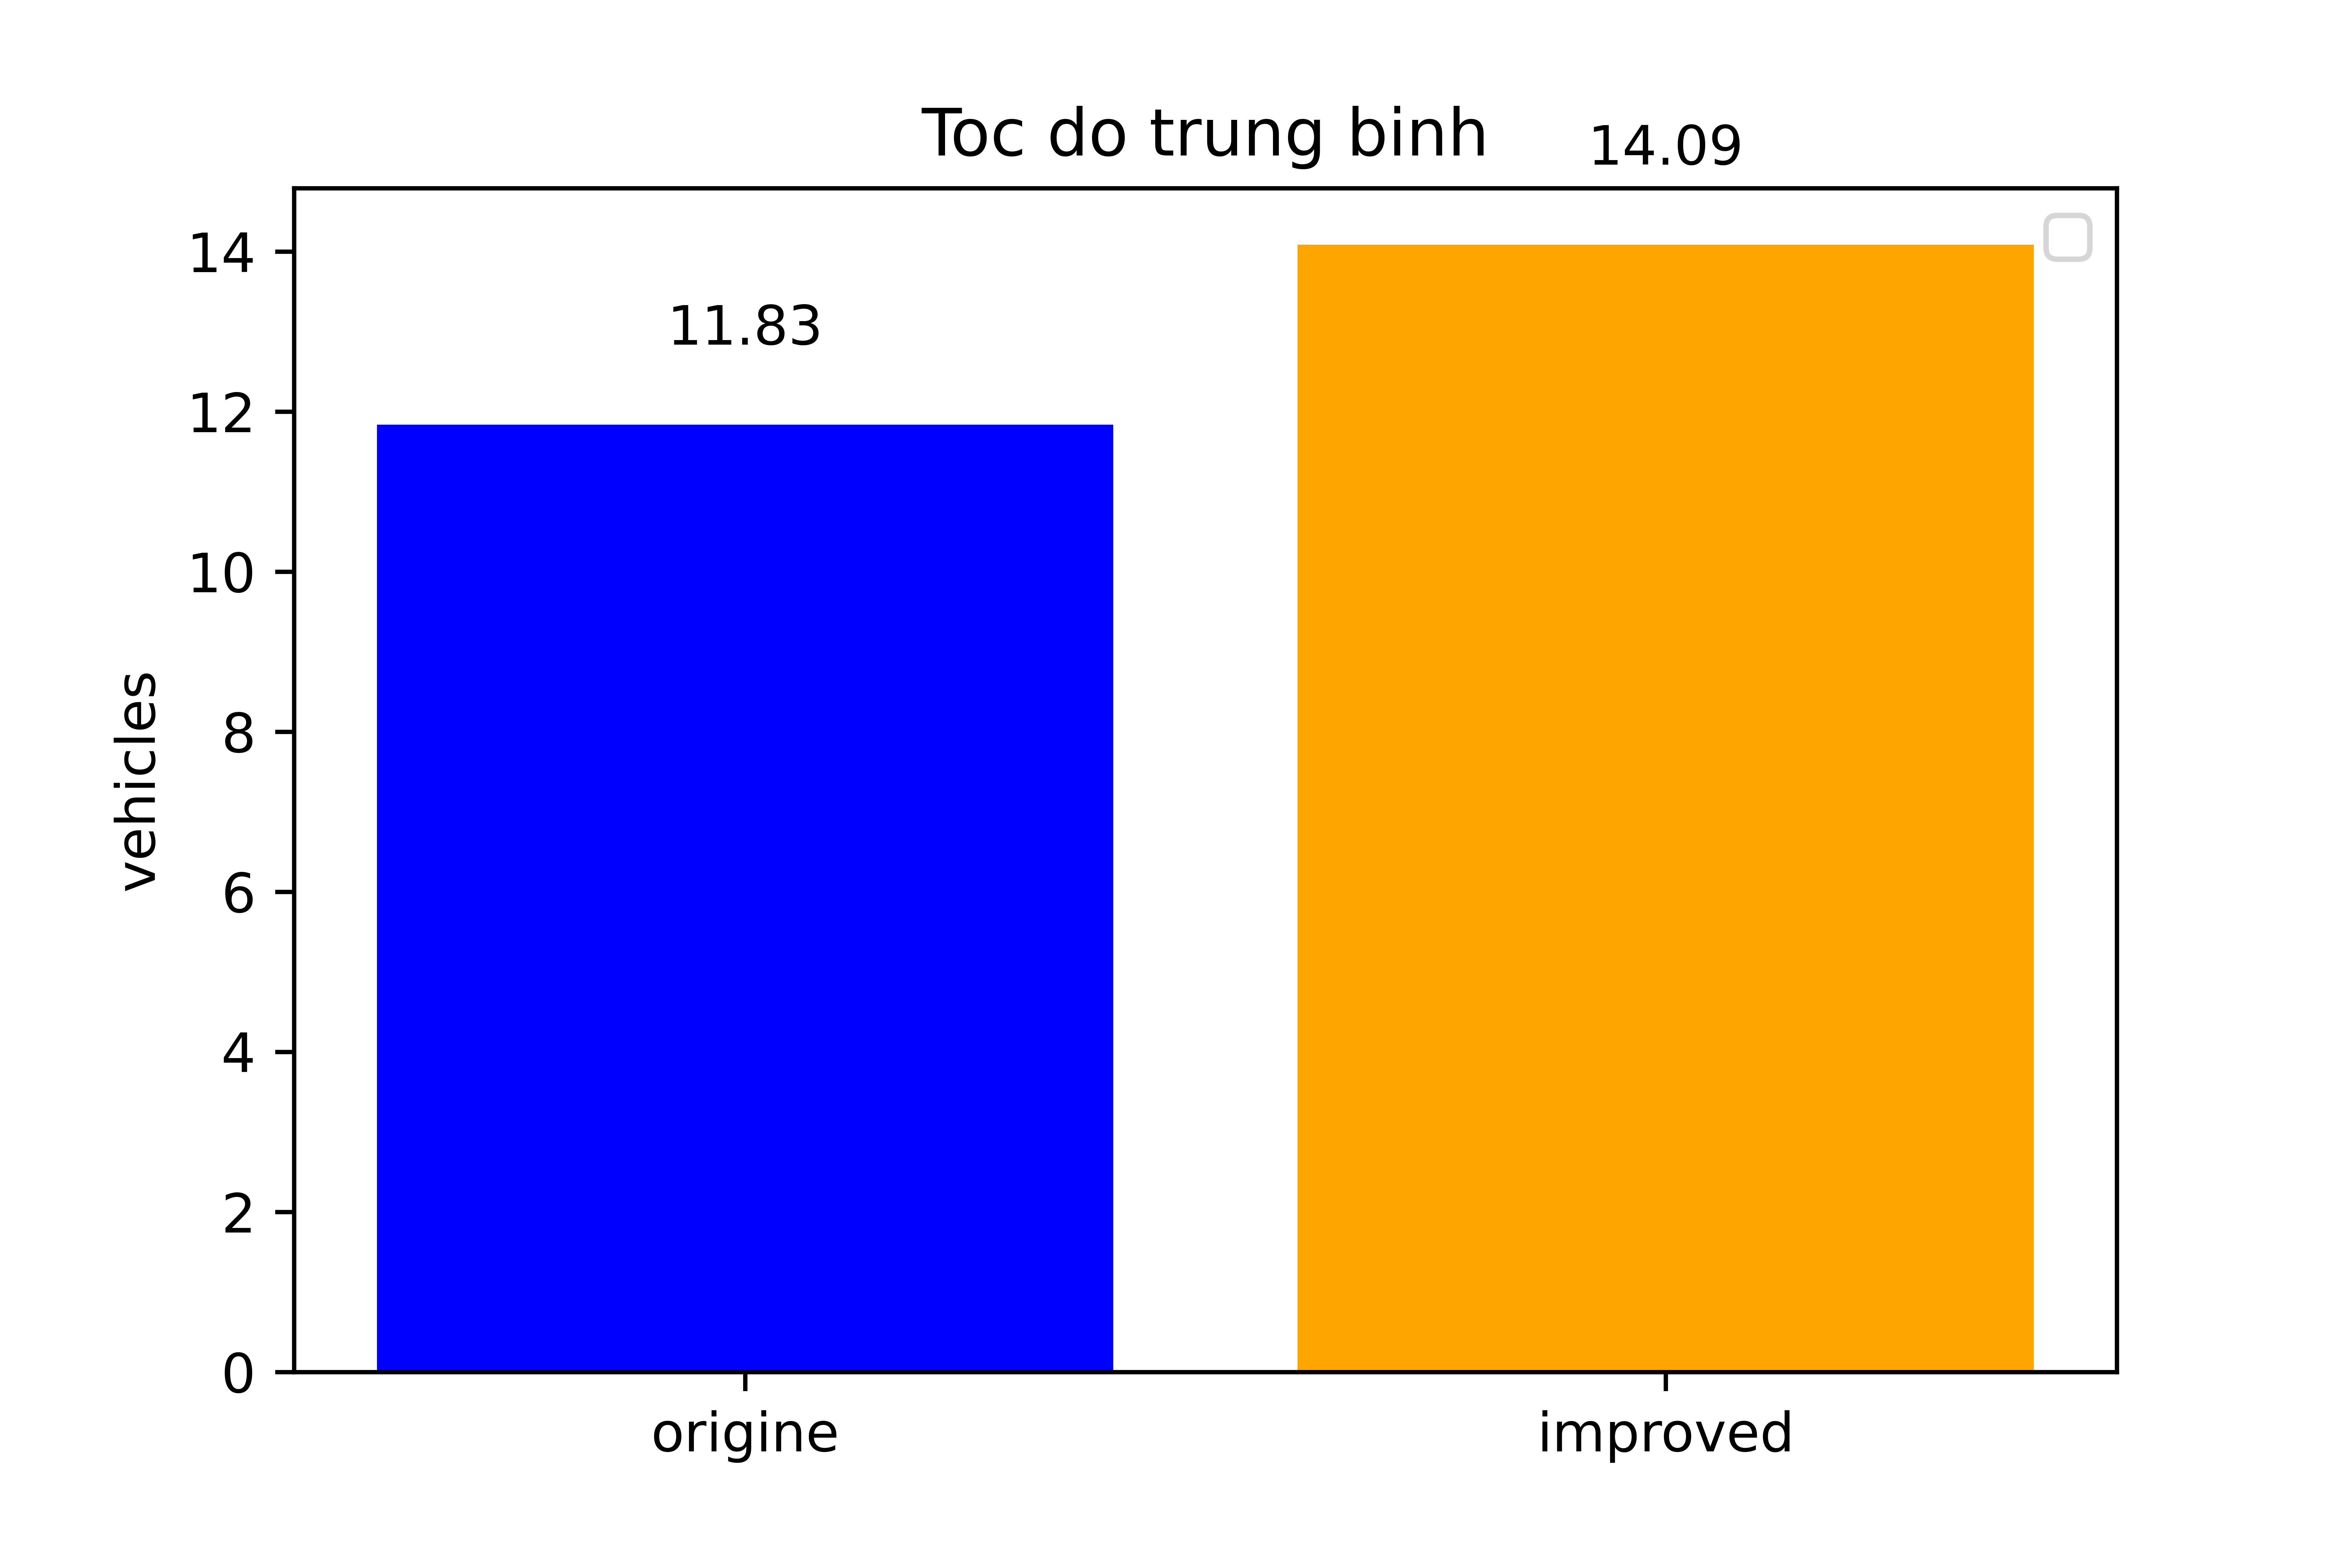 Toc do trung binh
14.09
11.83
14
12
10
8
6
4
2
0
vehicles
origine
improved